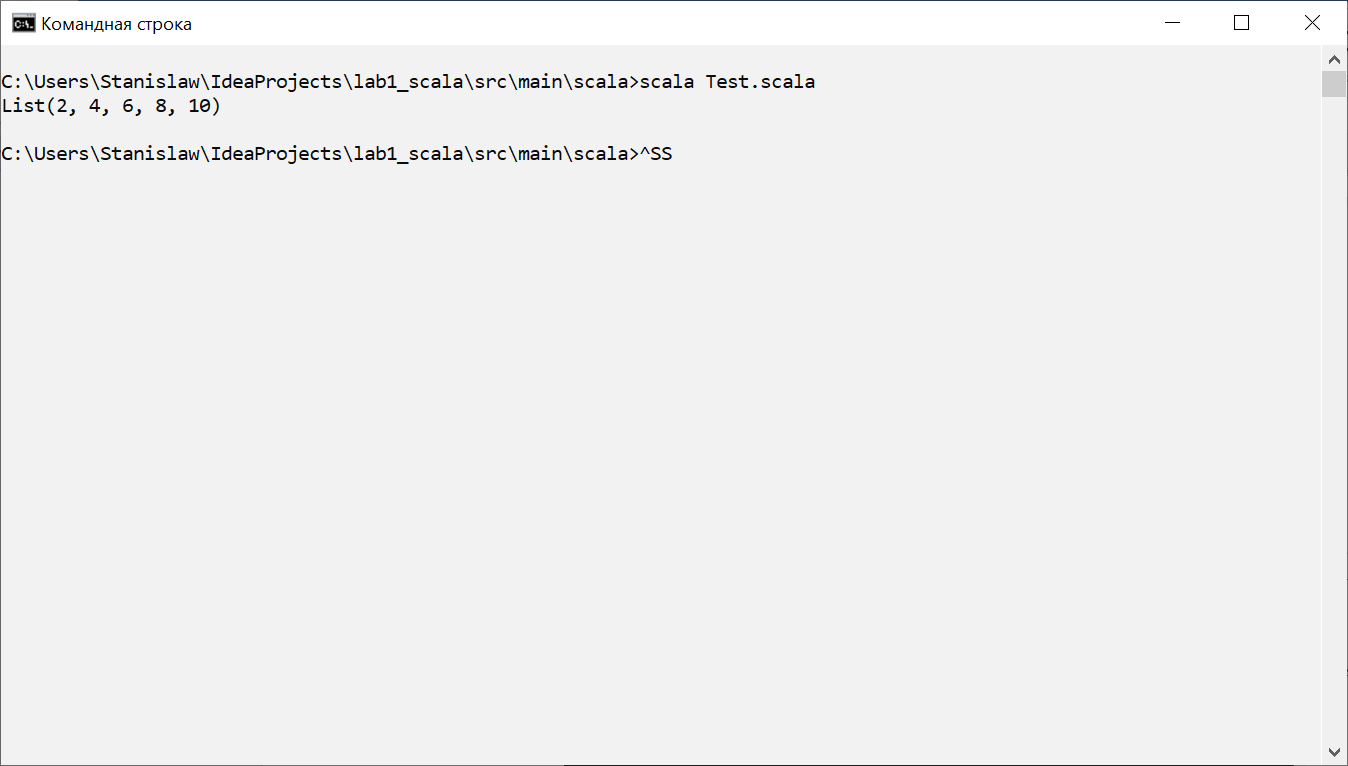 Командная строка
C:\Users\Stanislaw\IdeaProjects\lab1_scala\src\main\scala>scala Test.scala
List(2, 4, 6, 8, 10)
C:\Users\Stanislaw\IdeaProjects\lab1_scala\src\main\scala>^SS